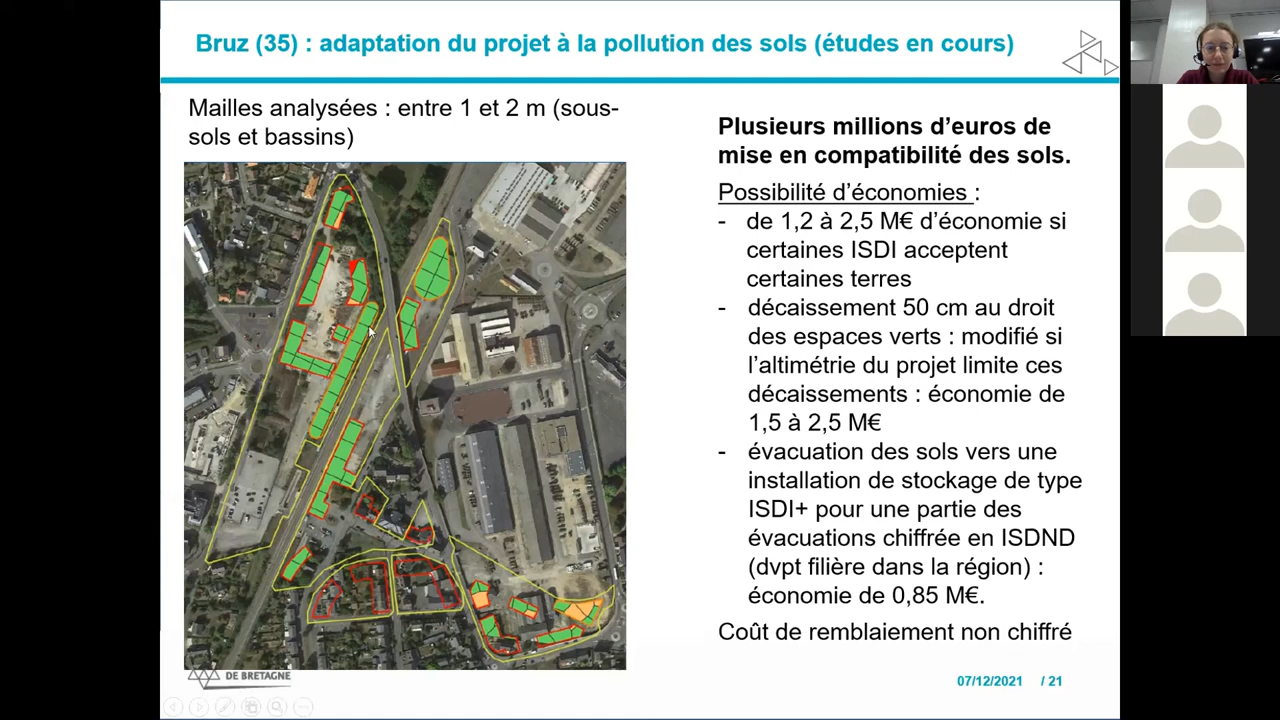 Bruz (35) : adaptation du projet à la pollution des sols (études en cours)
Mailles analysées : entre 1 et 2 m (sous-
sols et bassins)
Plusieurs millions d’euros de
mise en compatibilité des sols.
Possibilité d’économies :
- de 1,2 à 2,5 M€ d’économie si
certaines ISDI acceptent
certaines terres
- décaissement 50 cm au droit
des espaces verts : modifié si
l’altimétrie du projet limite ces
décaissements : économie de
1,5 à 2,5 M€
- évacuation des sols vers une
installation de stockage de type
ISDI+ pour une partie des
évacuations chiffrée en ISDND
(dvpt filière dans la région) :
économie de 0,85 M€.
Coût de remblaiement non chiffré
DE BRETAGNE
07/12/2021 / 21